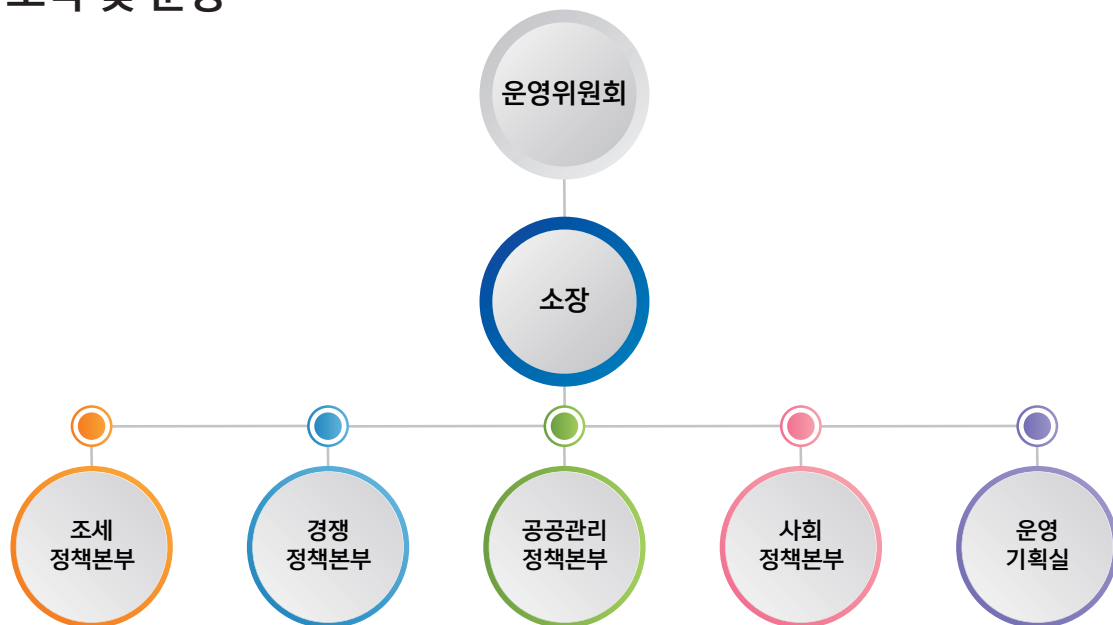 운영위원회
소장
조세
정책본부
경쟁
정책본부
공공관리
정책본부
사회
정책본부
운영
기획실